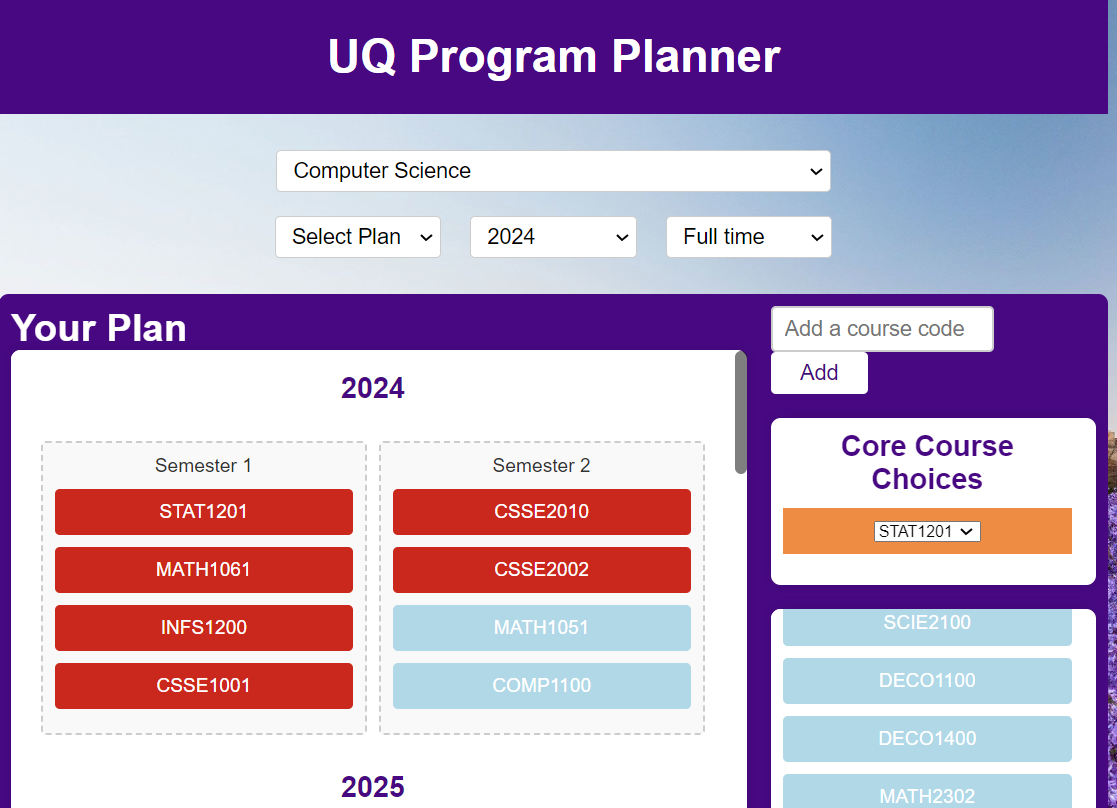 UQ Program Planner
Computer Science
Select Plan
2024
Full time
Your Plan
2024
Semester 1
STAT1201
MATH1061
INFS1200
CSSE1001
Semester 2
CSSE2010
CSSE2002
MATH1051
COMP1100
2025
Add a course code
Add
Core Course
Choices
STAT1201
SCIE2100
DECO1100
DECO1400
MATH2302